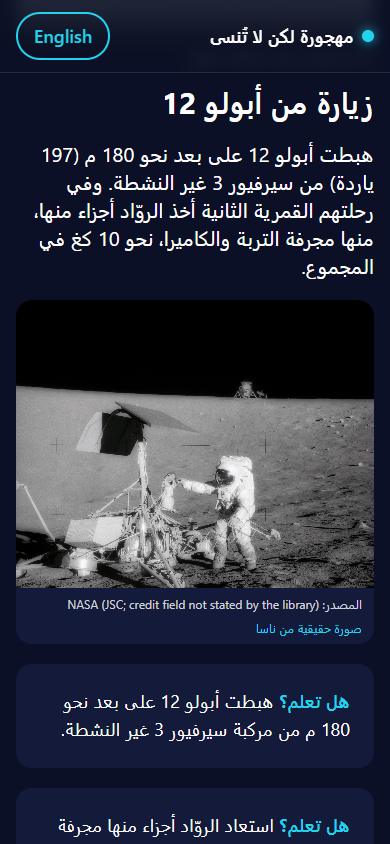 مهجورة لكن لا تُنسى
English
زيارة من أبولو 12
هبطت أبولو 12 على بعد نحو 180 م (197
ياردة) من سيرفيور 3 غير النشطة. وفي
رحلتهم القمرية الثانية أخذ الروّاد أجزاء منها،
منها مجرفة التربة والكاميرا، نحو 10 كغ في
المجموع.
المصدر: NASA (JSC; credit field not stated by the library)
صورة حقيقية من ناسا
هل تعلم؟ هبطت أبولو 12 على بعد نحو
180 م من مركبة سيرفيور 3 غير النشطة.
هل تعلم؟ استعاد الروّاد أجزاء منها مجرفة